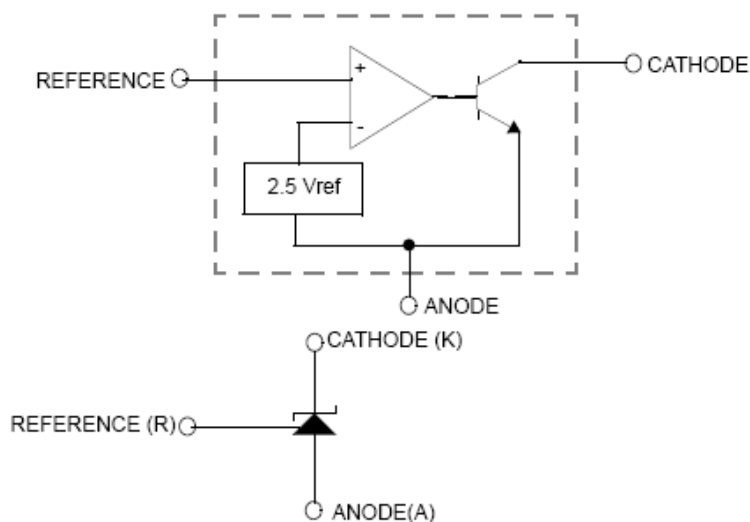 REFERENCE
+
-
CATHODE
2.5 Vref
ANODE
CATHODE (K)
REFERENCE (R)
ANODE(A)